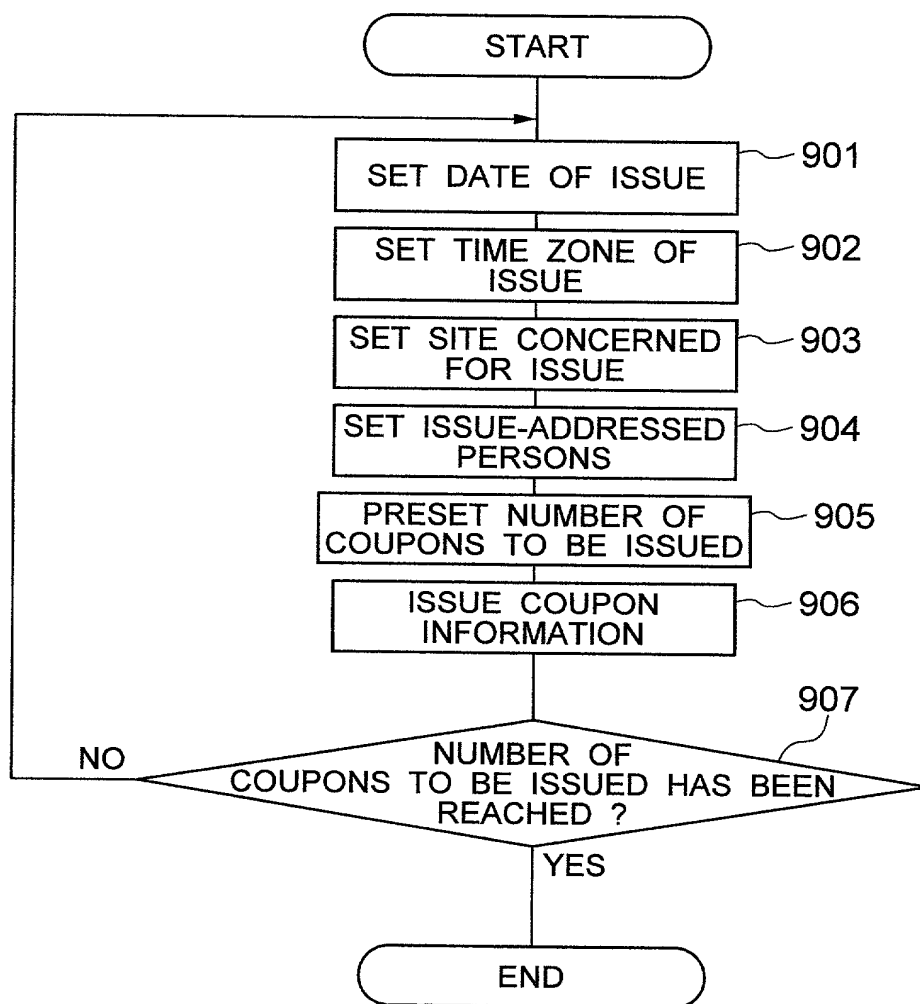 START
SET DATE OF ISSUE
901
SET TIME ZONE OF
ISSUE
902
SET SITE CONCERNED
FOR ISSUE
903
SET ISSUE-ADDRESSED
PERSONS
904
PRESET NUMBER OF
COUPONS TO BE ISSUED
905
ISSUE COUPON
INFORMATION
906
907
NO
NUMBER OF
COUPONS TO BE ISSUED HAS BEEN
REACHED ?
YES
END